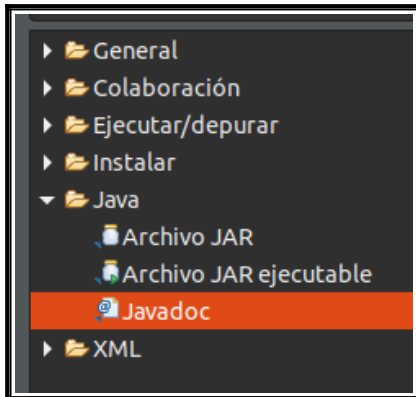 General
Colaboración
Ejecutar/depurar
Instalar
Java
Archivo JAR
Archivo JAR ejecutable
Javadoc
XML